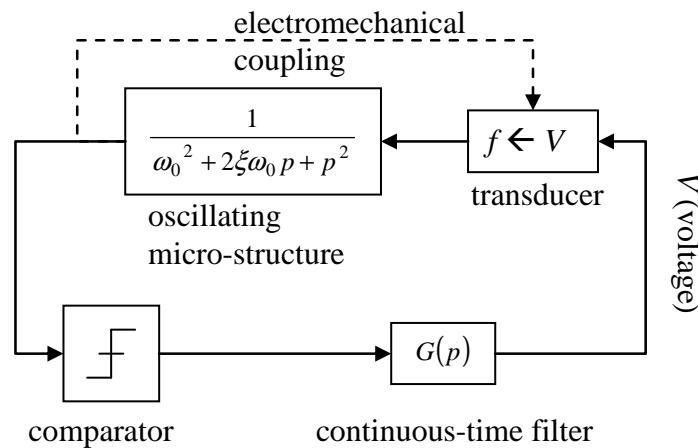 electromechanical
coupling
1
ω₀² + 2ξω₀p + p²
f ← V
transducer
oscillating
micro-structure
V (voltage)
G(p)
comparator
continuous-time filter